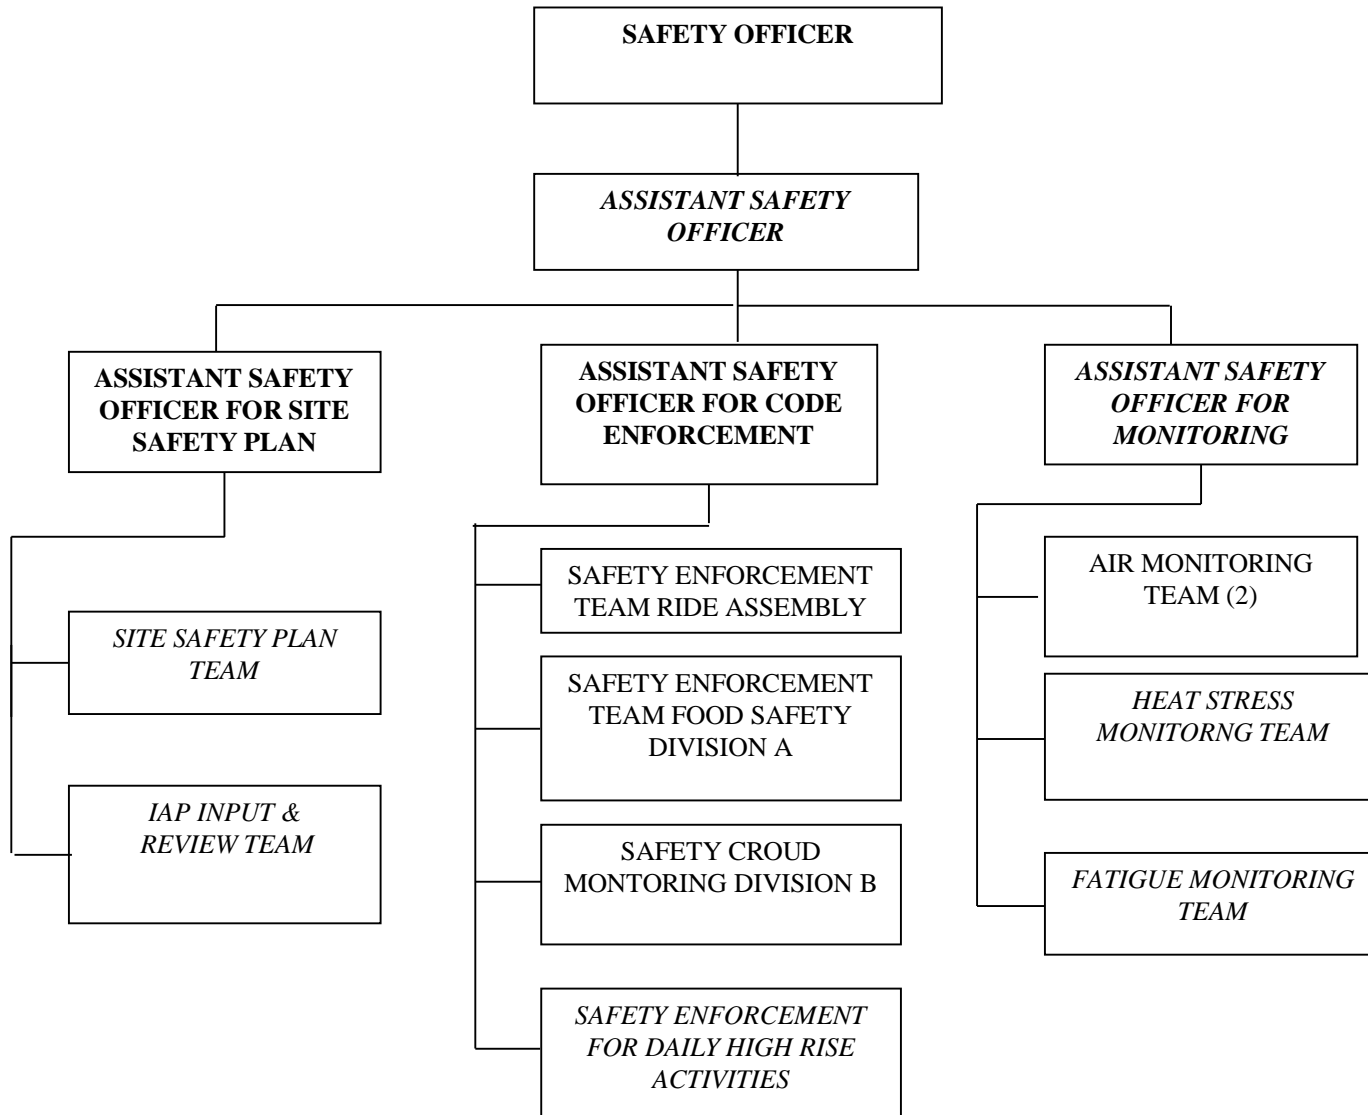 SAFETY OFFICER
ASSISTANT SAFETY
OFFICER
ASSISTANT SAFETY
OFFICER FOR SITE
SAFETY PLAN
ASSISTANT SAFETY
OFFICER FOR CODE
ENFORCEMENT
ASSISTANT SAFETY
OFFICER FOR
MONITORING
SITE SAFETY PLAN
TEAM
IAP INPUT &
REVIEW TEAM
SAFETY ENFORCEMENT
TEAM RIDE ASSEMBLY
SAFETY ENFORCEMENT
TEAM FOOD SAFETY
DIVISION A
SAFETY CROUD
MONTORING DIVISION B
SAFETY ENFORCEMENT
FOR DAILY HIGH RISE
ACTIVITIES
AIR MONITORING
TEAM (2)
HEAT STRESS
MONITORNG TEAM
FATIGUE MONITORING
TEAM